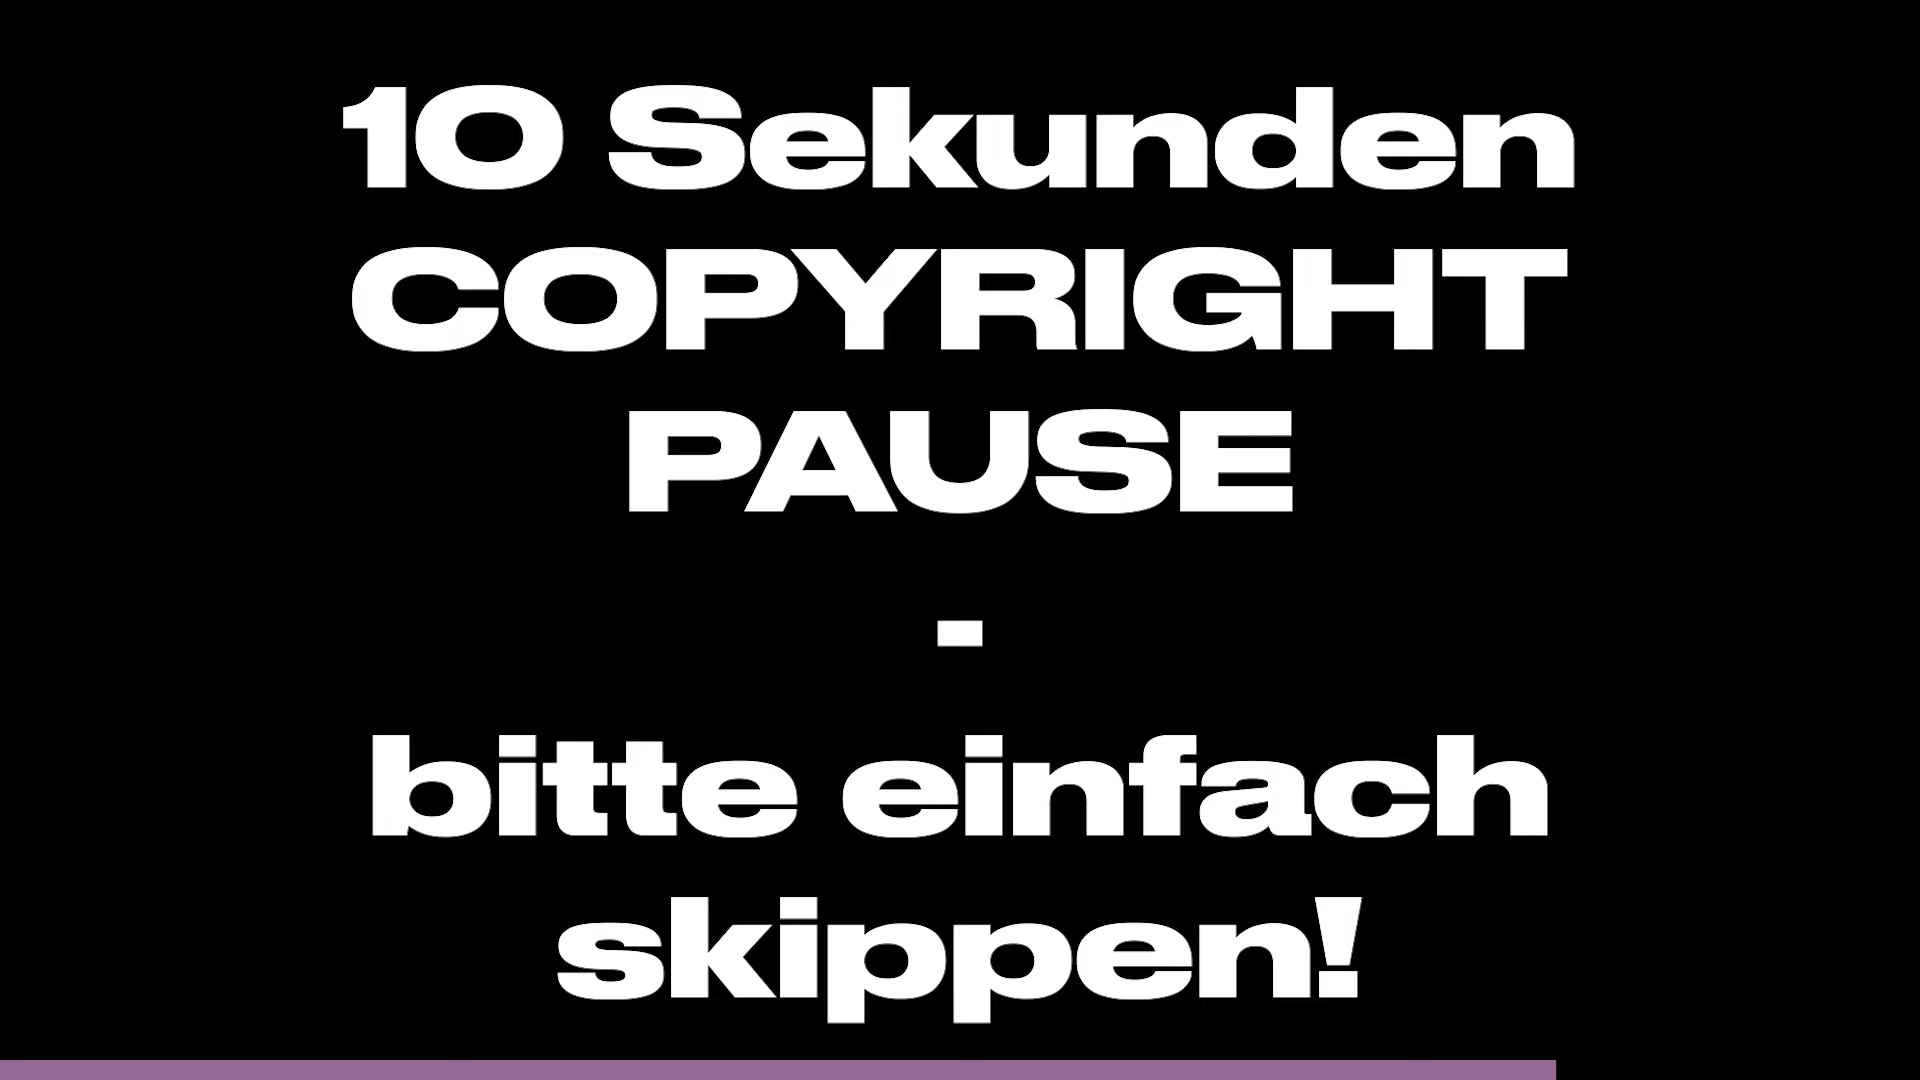 10 Sekunden
COPYRIGHT
PAUSE
-
bitte einfach
skippen!